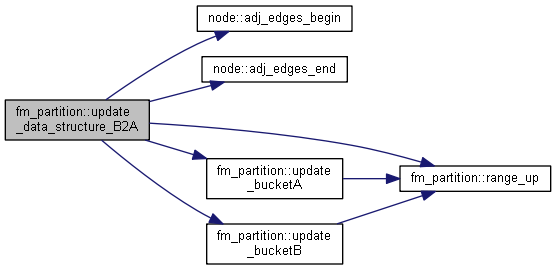 node::adj_edges_begin
node::adj_edges_end
fm_partition::update
_data_structure_B2A
fm_partition::update
_bucketA
fm_partition::range_up
fm_partition::update
_bucketB